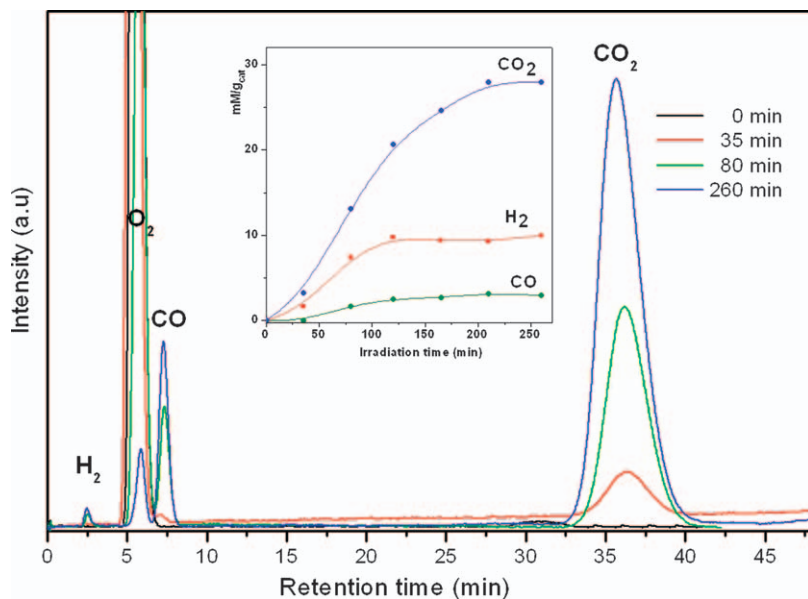 CO2
CO2
30
0 min
mM/gcat
35 min
20
80 min
260 min
H2
O2
10
CO
CO
0
0 50 100 150 200 250
Irradiation time (min)
H2
Intensity (a.u)
0 5 10 15 20 25 30 35 40 45
Retention time (min)